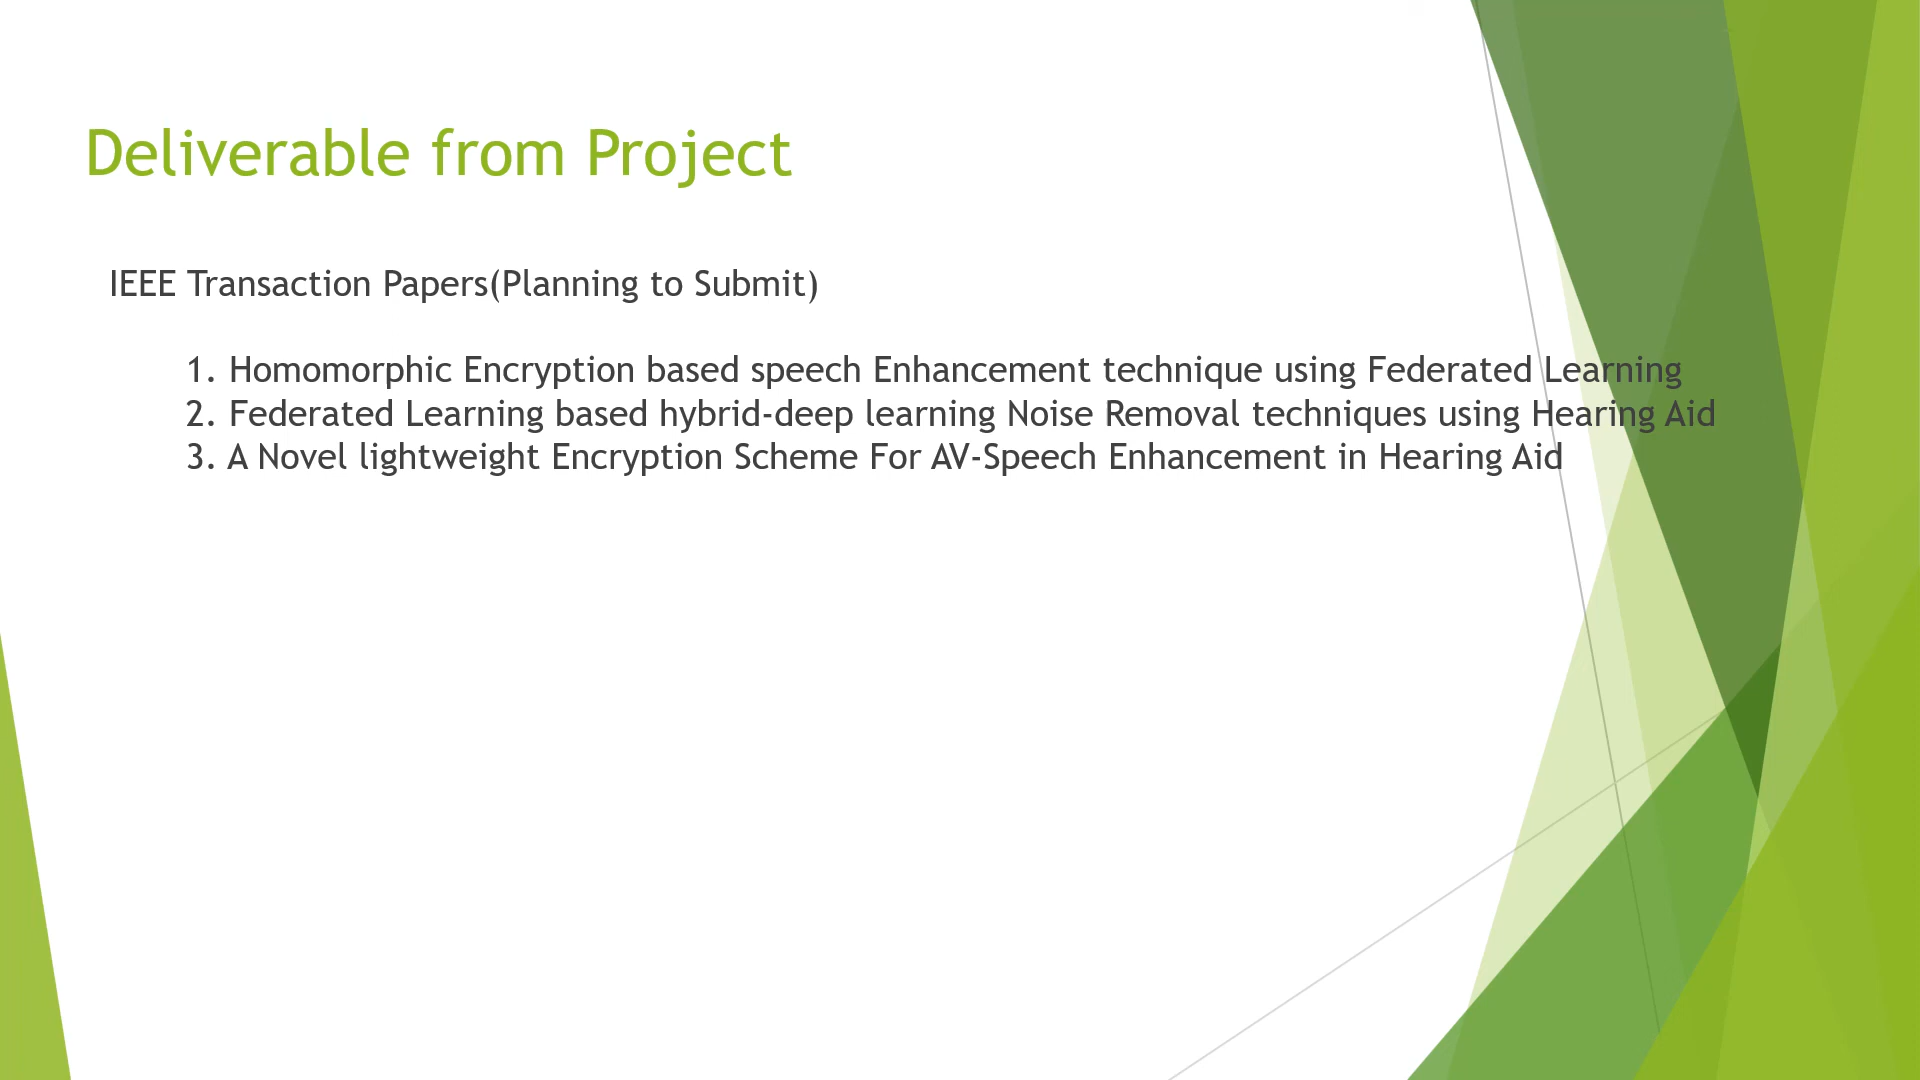 Deliverable from Project
IEEE Transaction Papers(Planning to Submit)
1. Homomorphic Encryption based speech Enhancement technique using Federated Learning
2. Federated Learning based hybrid-deep learning Noise Removal techniques using Hearing Aid
3. A Novel lightweight Encryption Scheme For AV-Speech Enhancement in Hearing Aid